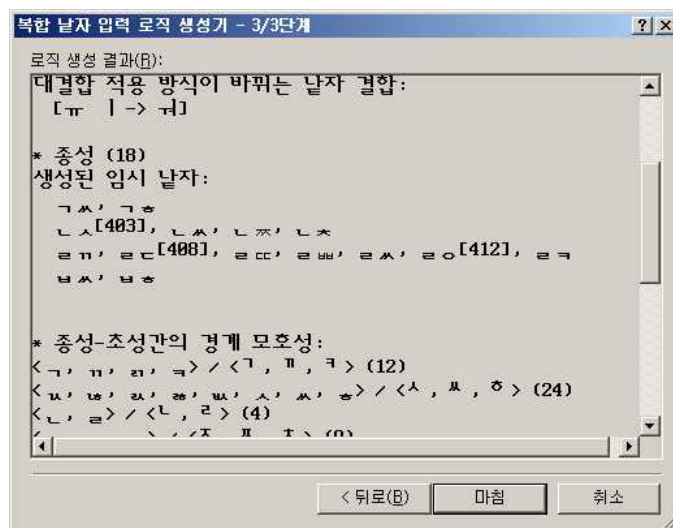 복합 낱자 입력 로직 생성기 - 3/3단계
로직 생성 결과(R):
대결합 적용 방식이 바뀌는 낱자 결합:
[ㅠ ㅣ-> ㅝ]
* 종성 (18)
생성된 임시 낱자:
ㄱㅆ, ㄱㅎ
ㄴㅅ[403], ㄴㅆ, ㄴㅉ, ㄴㅊ
ㄹㄲ, ㄹㄷ[408], ㄹㄸ, ㄹㅃ, ㄹㅆ, ㄹㅇ[412], ㄹㅋ
ㅂㅆ, ㅂㅎ
* 종성-초성간의 경계 모호성:
<ㄱ, ㄲ, ㄺ, ㅋ> / <ㄱ, ㄲ, ㅋ> (12)
<ㄳ, ㄶ, ㄽ, ㅀ, ㅄ, ㅅ, ㅆ, ㅎ> / <ㅅ, ㅆ, ㅎ> (24)
<ㄴ, ㄹ> / <ㄴ, ㄹ> (4)
< 뒤로(B)
마침
취소